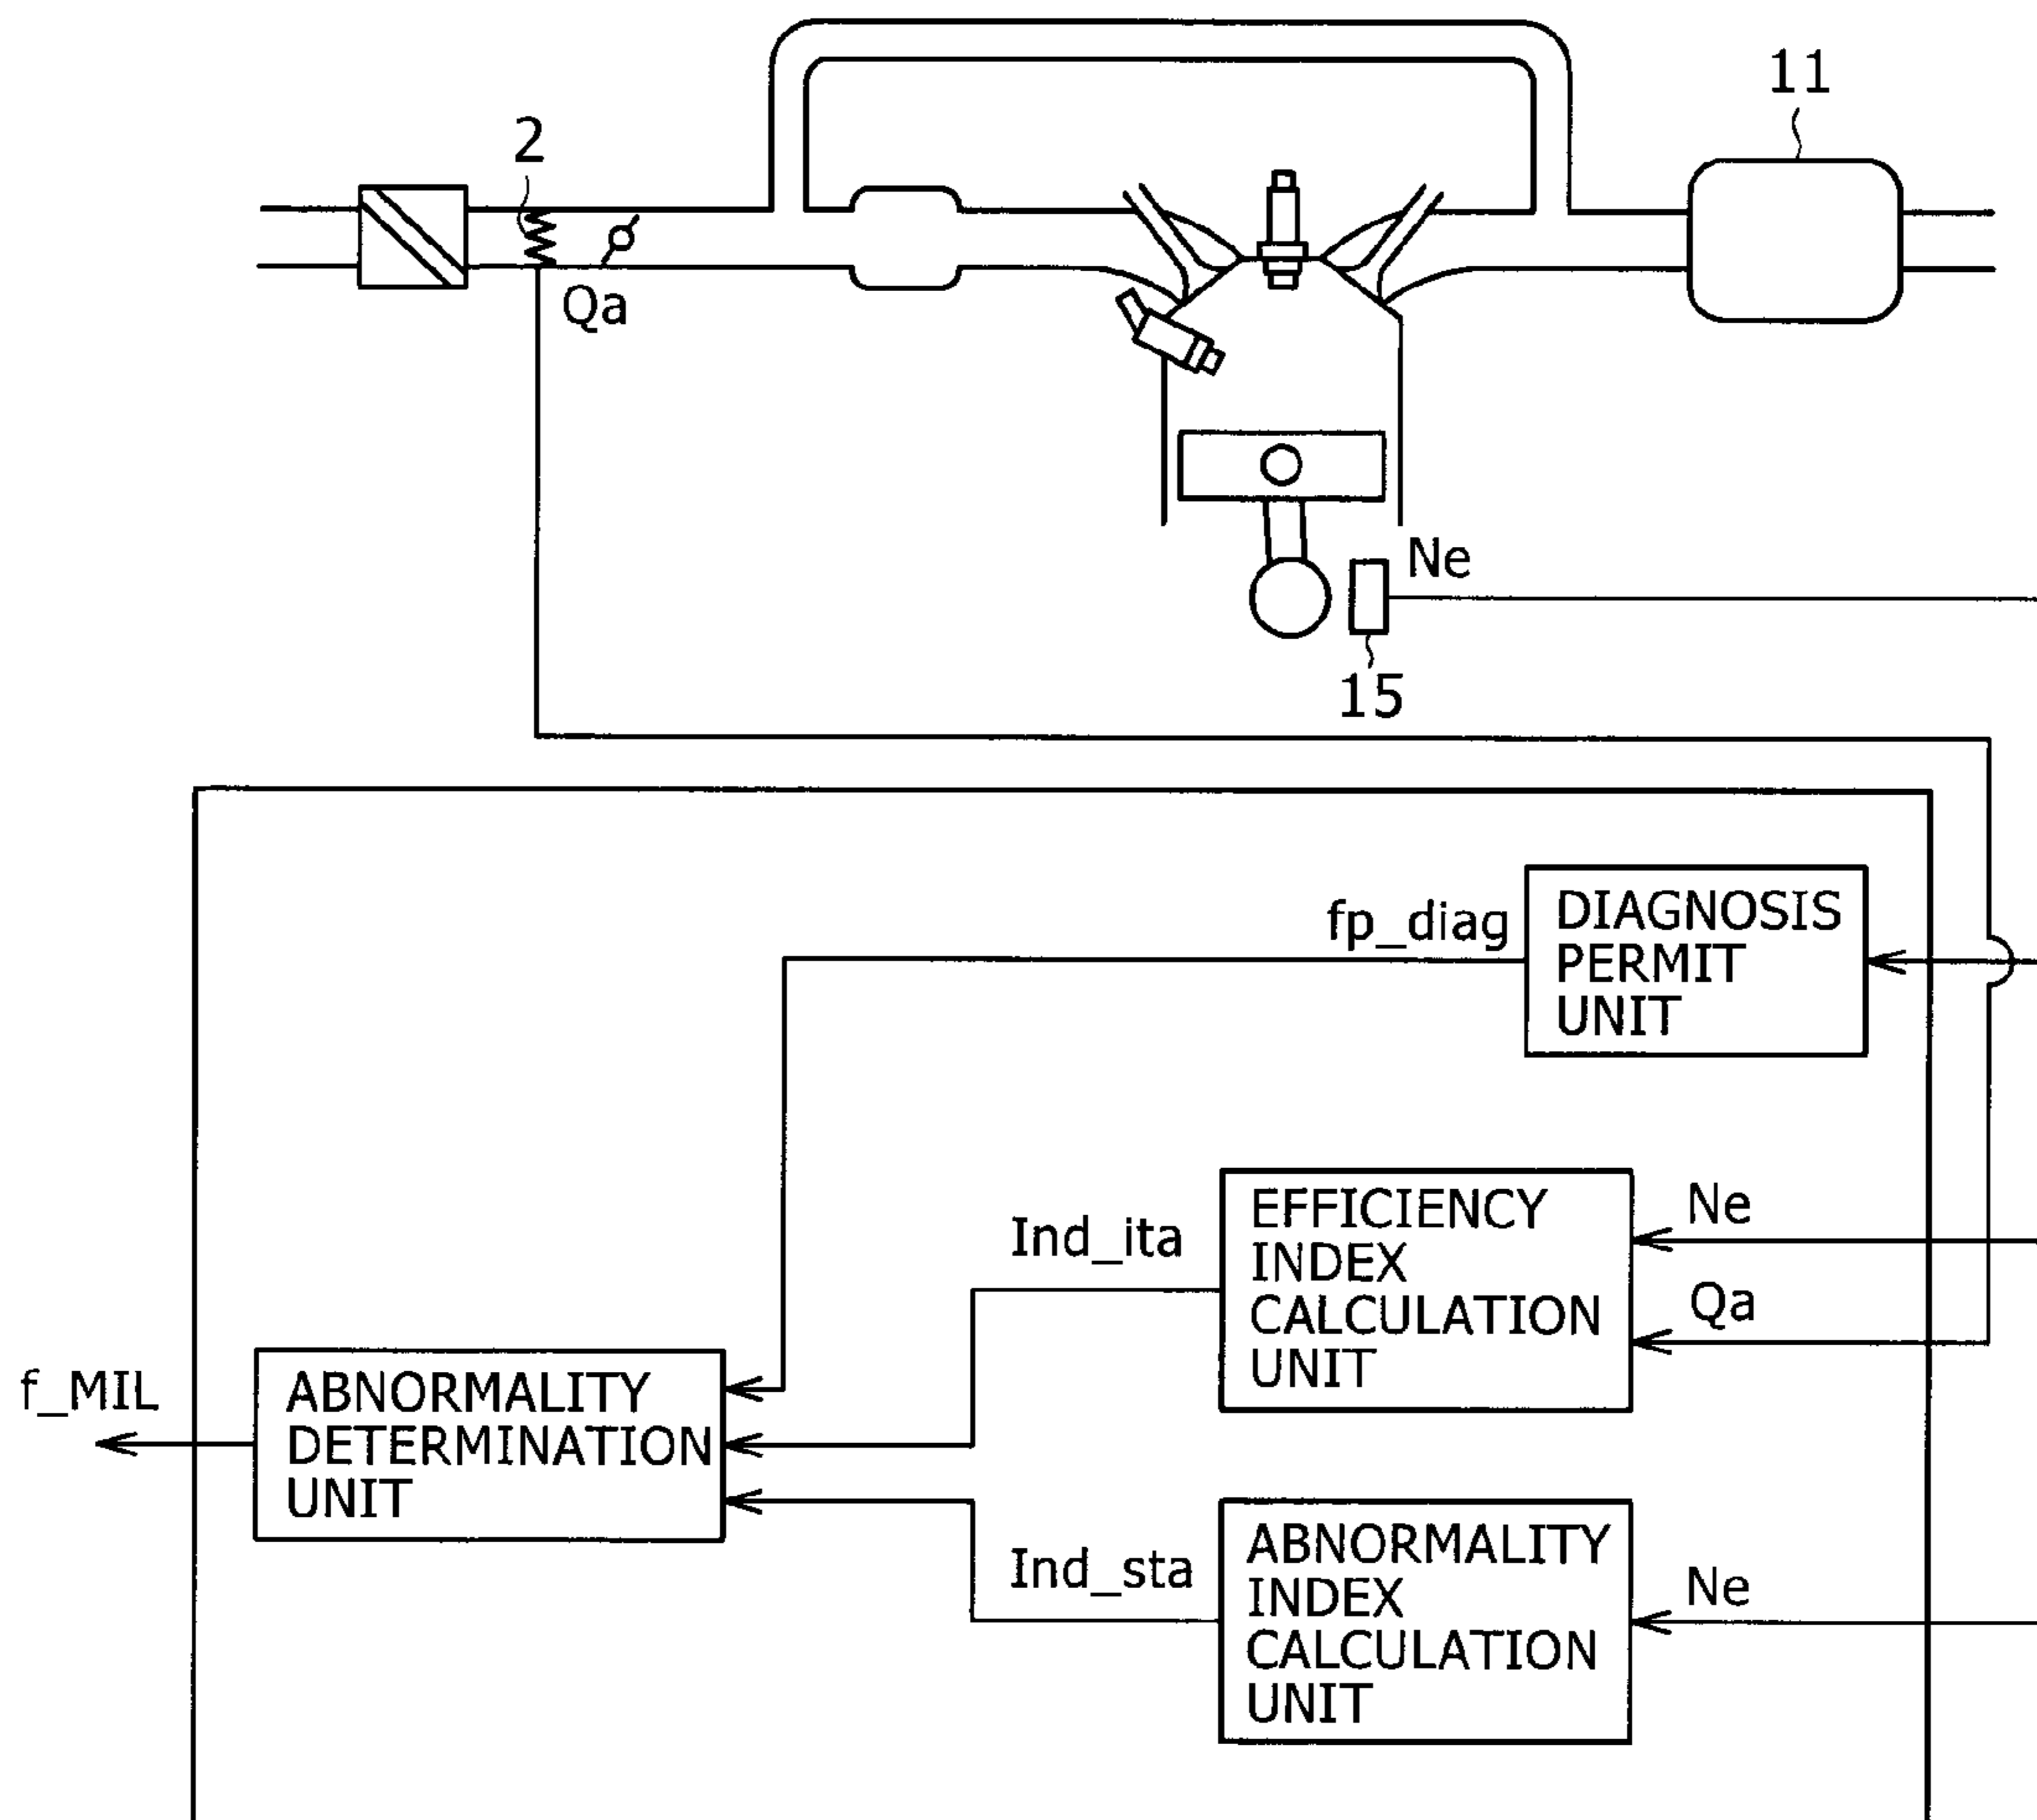 11
2
Qa
Ne
15
fp_diag
DIAGNOSIS
PERMIT
UNIT
Ind_ita
EFFICIENCY
INDEX
CALCULATION
UNIT
Ne
Qa
f_MIL
ABNORMALITY
DETERMINATION
UNIT
Ind_sta
ABNORMALITY
INDEX
CALCULATION
UNIT
Ne